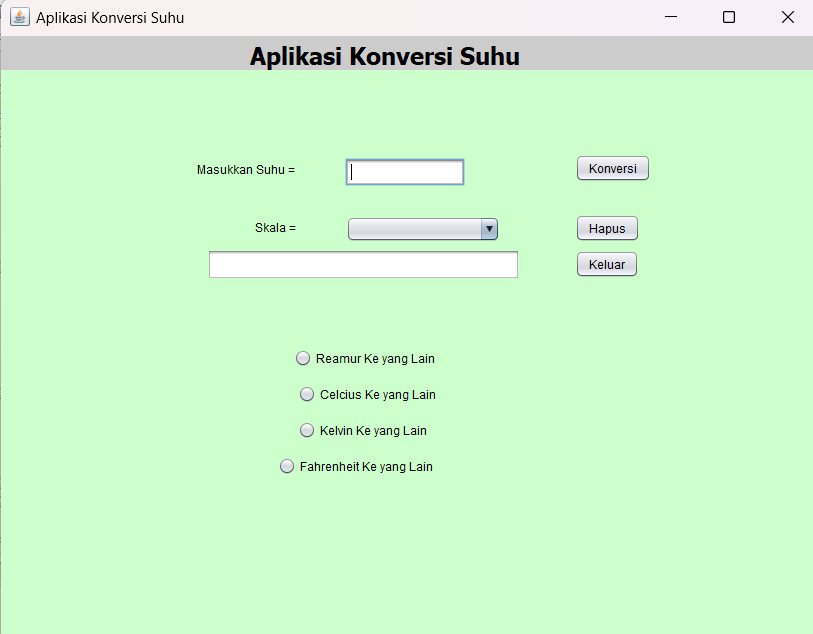 Aplikasi Konversi Suhu
Aplikasi Konversi Suhu
Masukkan Suhu =
Konversi
Skala =
Hapus
Keluar
Reamur Ke yang Lain
Celcius Ke yang Lain
Kelvin Ke yang Lain
Fahrenheit Ke yang Lain